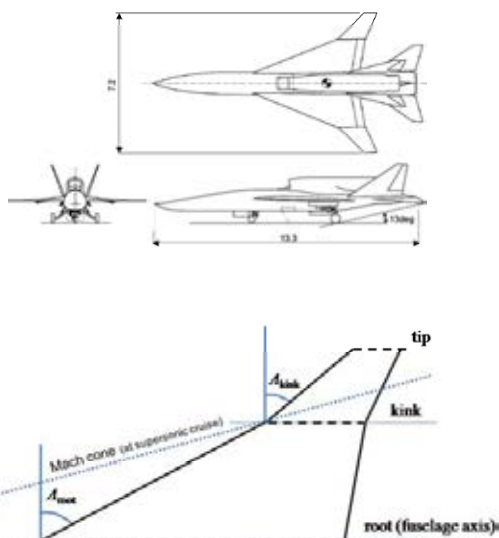 7.2
13deg
13.3
tip
Λkink
kink
Mach cone (at supersonic cruise)
Λroot
root (fuselage axis)